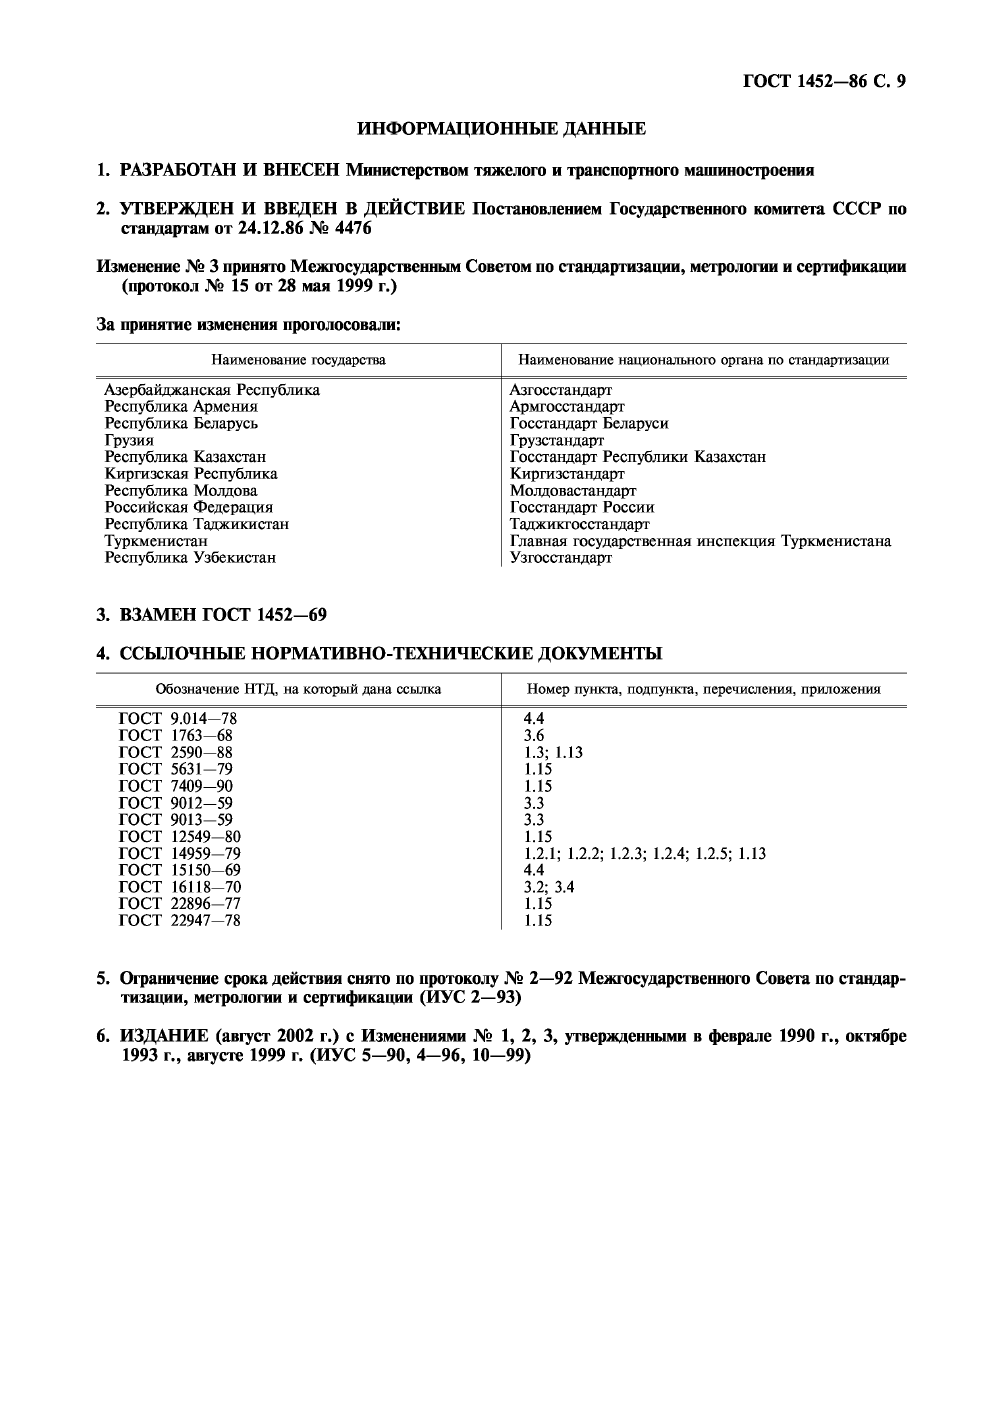 ГОСТ 1452—86 С. 9
ИНФОРМАЦИОННЫЕ ДАННЫЕ
1. РАЗРАБОТАН И ВНЕСЕН Министерством тяжелого и транспортного машиностроения
2. УТВЕРЖДЕН И ВВЕДЕН В ДЕЙСТВИЕ Постановлением Государственного комитета СССР по
стандартам от 24.12.86 № 4476
Изменение № 3 принято Межгосударственным Советом по стандартизации, метрологии и сертификации
(протокол № 15 от 28 мая 1999 г.)
За принятие изменения проголосовали:
Наименование государства Наименование национального органа по стандартизации
Азербайджанская Республика Азгосстандарт
Республика Армения Армгосстандарт
Республика Беларусь Госстандарт Беларуси
Грузия Грузстандарт
Республика Казахстан Госстандарт Республики Казахстан
Киргизская Республика Киргизстандарт
Республика Молдова Молдовастандарт
Российская Федерация Госстандарт России
Республика Таджикистан Таджикгосстандарт
Туркменистан Главная государственная инспекция Туркменистана
Республика Узбекистан Узгосстандарт
3. ВЗАМЕН ГОСТ 1452—69
4. ССЫЛОЧНЫЕ НОРМАТИВНО-ТЕХНИЧЕСКИЕ ДОКУМЕНТЫ
Обозначение НТД, на который дана ссылка Номер пункта, подпункта, перечисления, приложения
ГОСТ 9.014—78 4.4
ГОСТ 1763—68 3.6
ГОСТ 2590—88 1.3; 1.13
ГОСТ 5631—79 1.15
ГОСТ 7409—90 1.15
ГОСТ 9012—59 3.3
ГОСТ 9013—59 3.3
ГОСТ 12549—80 1.15
ГОСТ 14959—79 1.2.1; 1.2.2; 1.2.3; 1.2.4; 1.2.5; 1.13
ГОСТ 15150—69 4.4
ГОСТ 16118—70 3.2; 3.4
ГОСТ 22896—77 1.15
ГОСТ 22947—78 1.15
5. Ограничение срока действия снято по протоколу № 2—92 Межгосударственного Совета по стандар-
тизации, метрологии и сертификации (ИУС 2—93)
6. ИЗДАНИЕ (август 2002 г.) с Изменениями № 1, 2, 3, утвержденными в феврале 1990 г., октябре
1993 г., августе 1999 г. (ИУС 5—90, 4—96, 10—99)